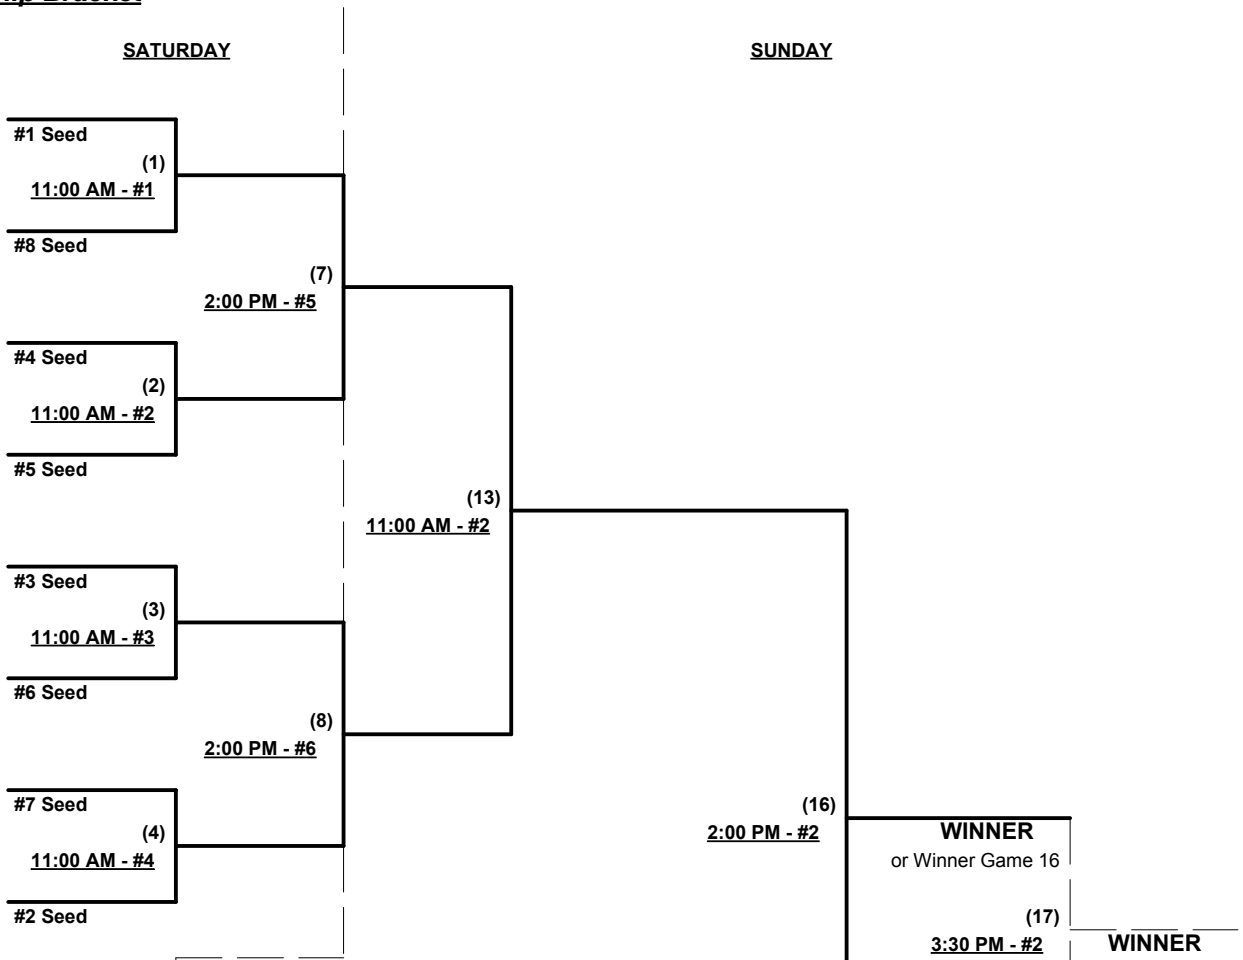 SATURDAY
SUNDAY
#1 Seed
(1)
11:00 AM - #1
#8 Seed
(7)
2:00 PM - #5
#4 Seed
(2)
11:00 AM - #2
#5 Seed
(13)
11:00 AM - #2
#3 Seed
(3)
11:00 AM - #3
#6 Seed
(8)
2:00 PM - #6
#7 Seed
(4)
11:00 AM - #4
#2 Seed
(16)
2:00 PM - #2
WINNER
or Winner Game 16
(17)
3:30 PM - #2
WINNER